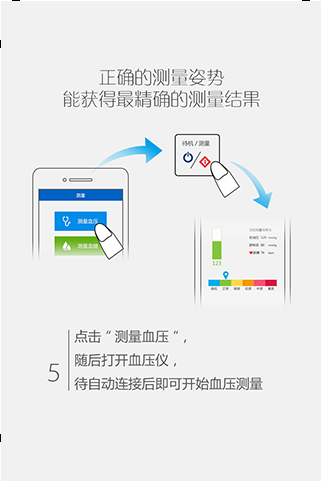 正确的测量姿势
能获得最精确的测量结果
待机 / 测量
测量
测量血压
测量血糖
123
5
点击“测量血压”，
随后打开血压仪，
待自动连接后即可开始血压测量